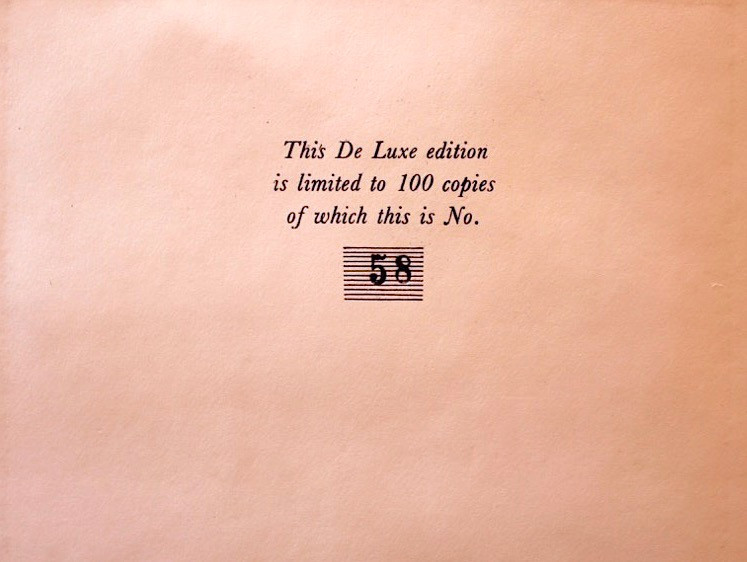 This De Luxe edition
is limited to 100 copies
of which this is No.
58